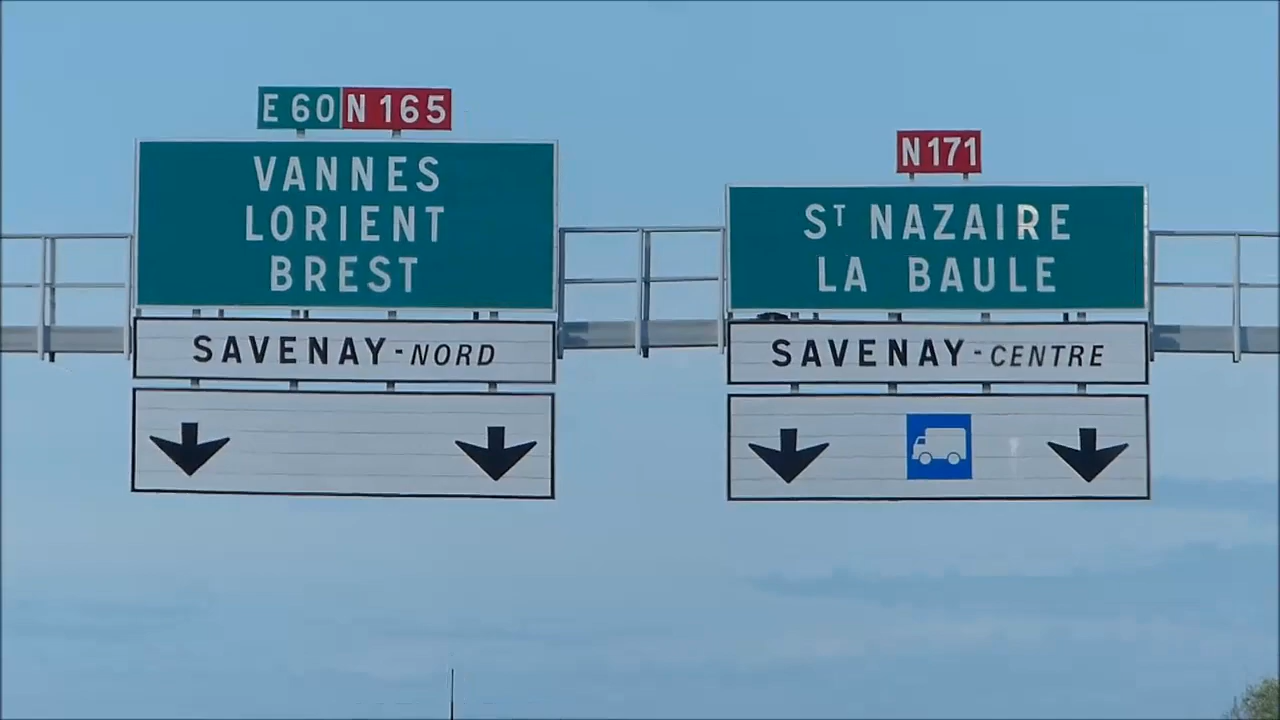 E 60 N 165
VANNES
LORIENT
BREST
SAVENAY-NORD
N 171
ST NAZAIRE
LA BAULE
SAVENAY-CENTRE